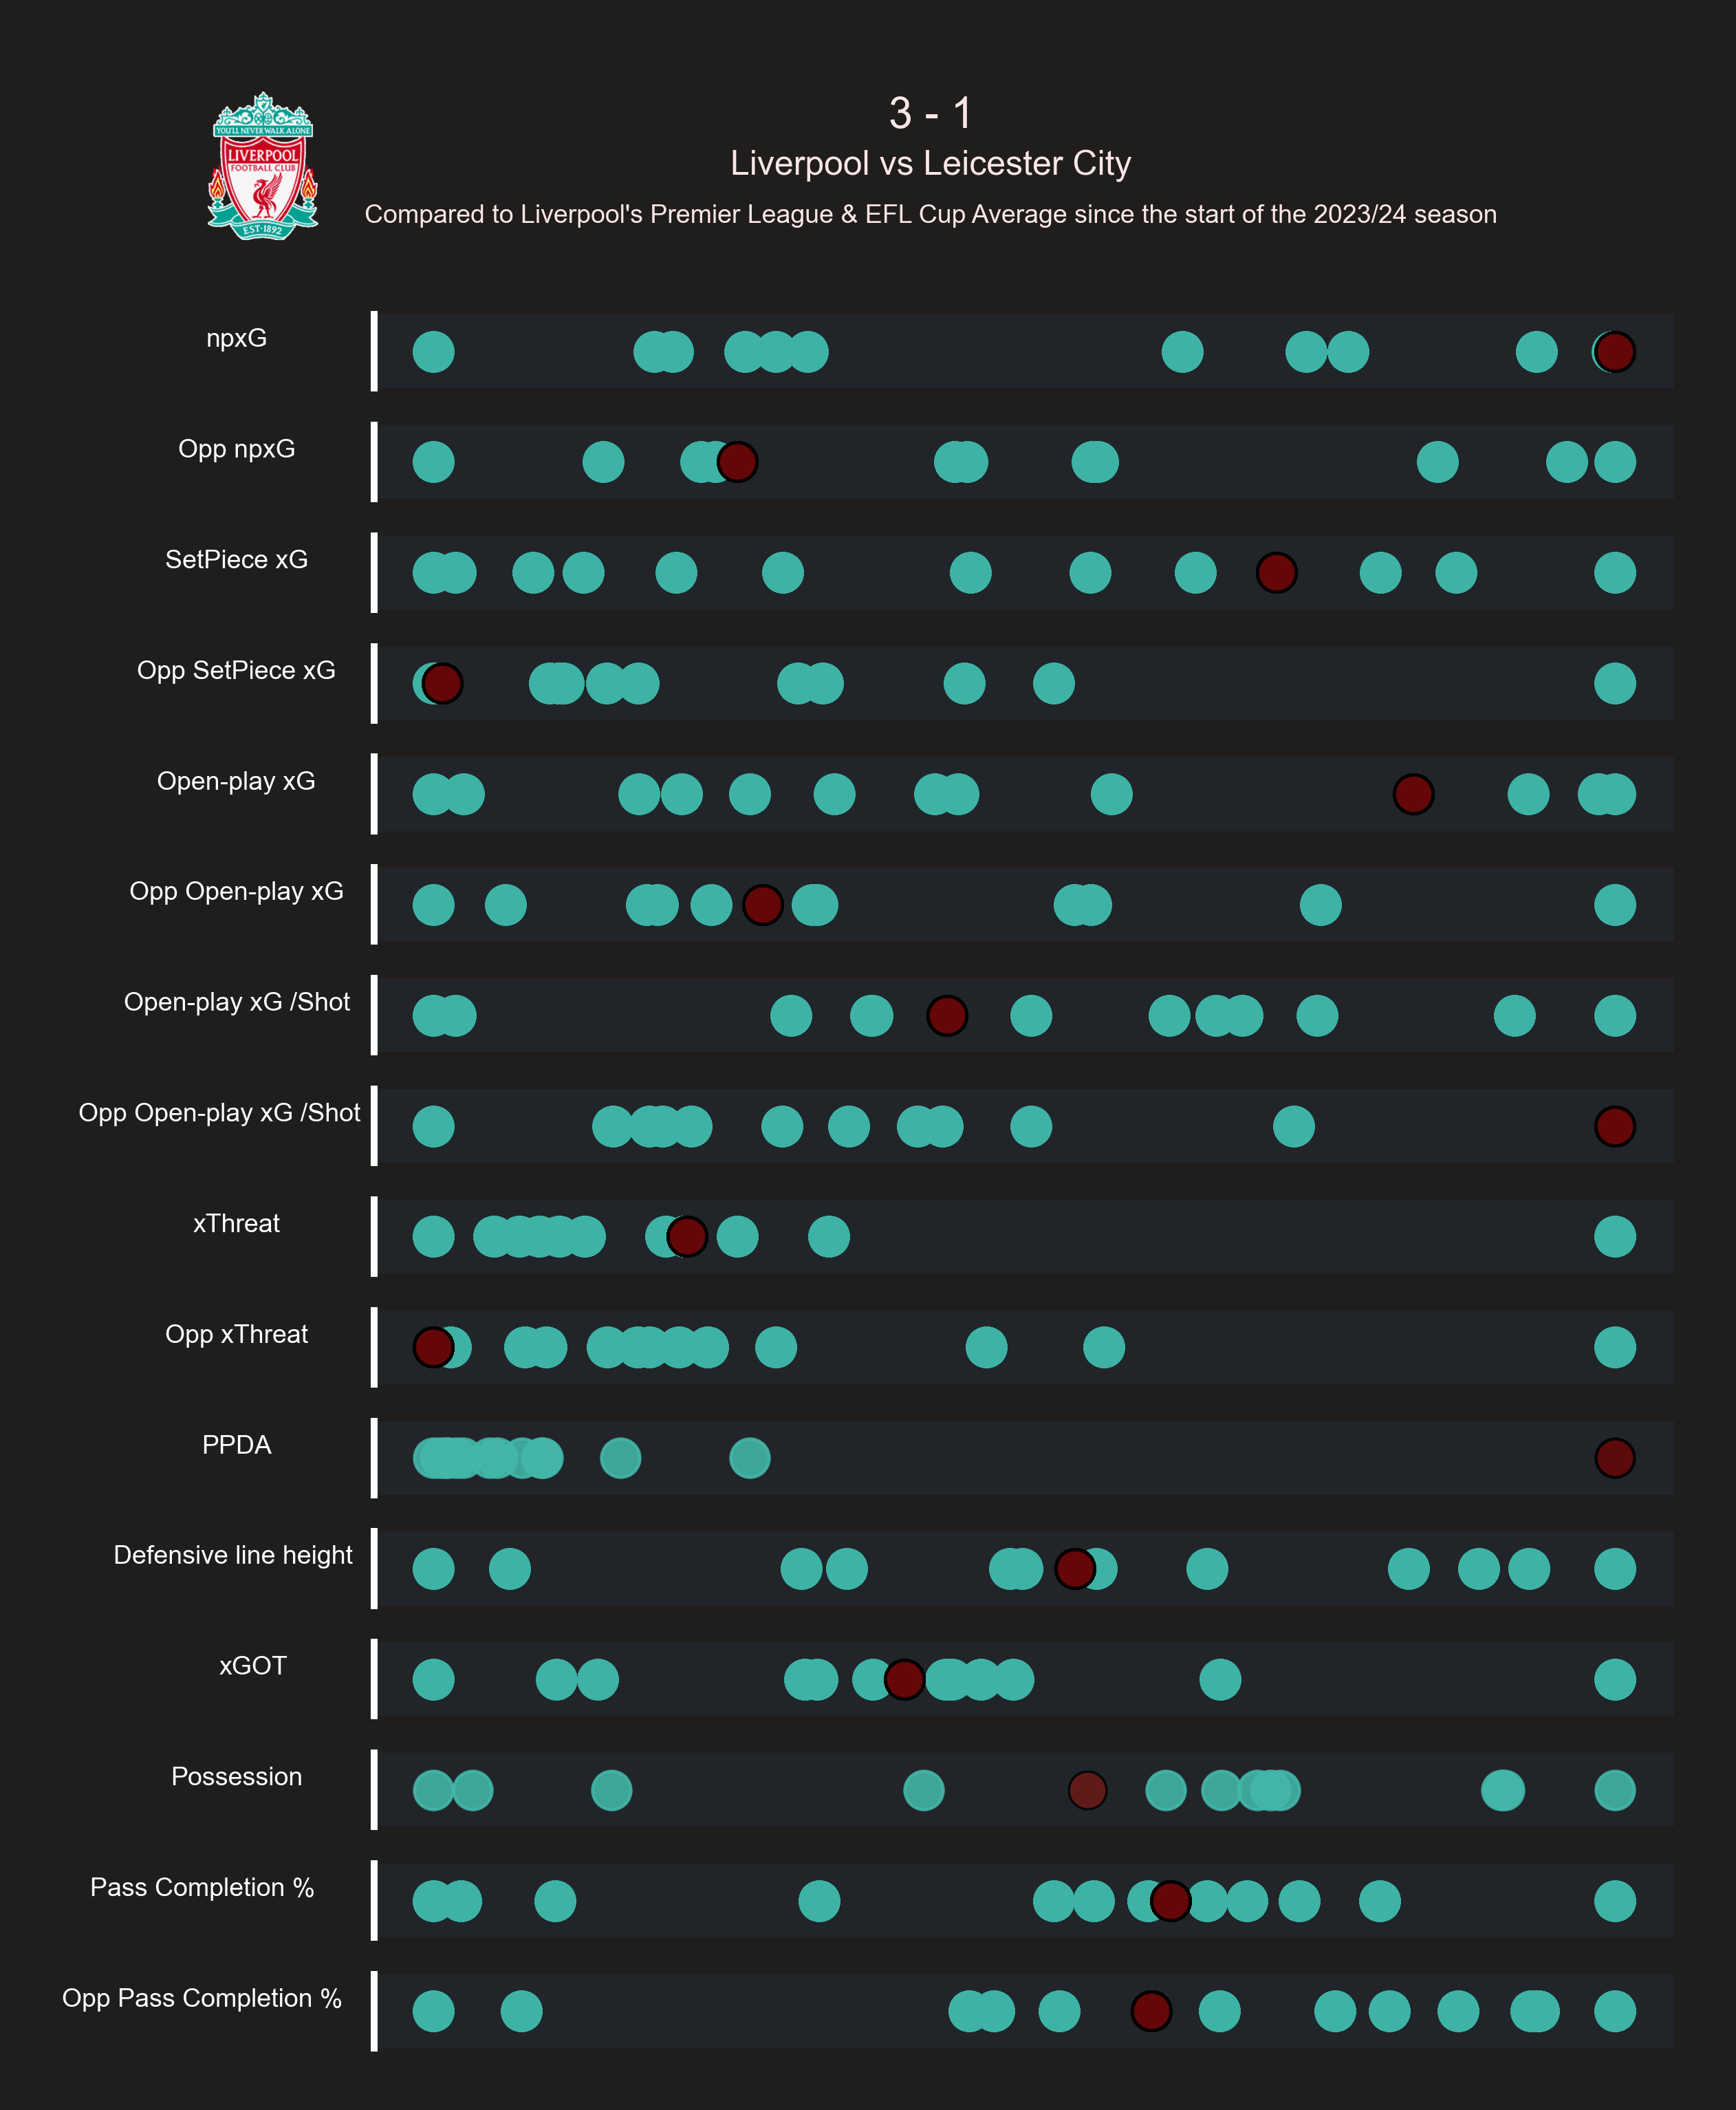 YOU'LL NEVER WALK ALONE
LIVERPOOL
FOOTBALL CLUB
EST·1892
3 - 1
Liverpool vs Leicester City
Compared to Liverpool's Premier League & EFL Cup Average since the start of the 2023/24 season
npxG
Opp npxG
SetPiece xG
Opp SetPiece xG
Open-play xG
Opp Open-play xG
Open-play xG /Shot
Opp Open-play xG /Shot
xThreat
Opp xThreat
PPDA
Defensive line height
xGOT
Possession
Pass Completion %
Opp Pass Completion %